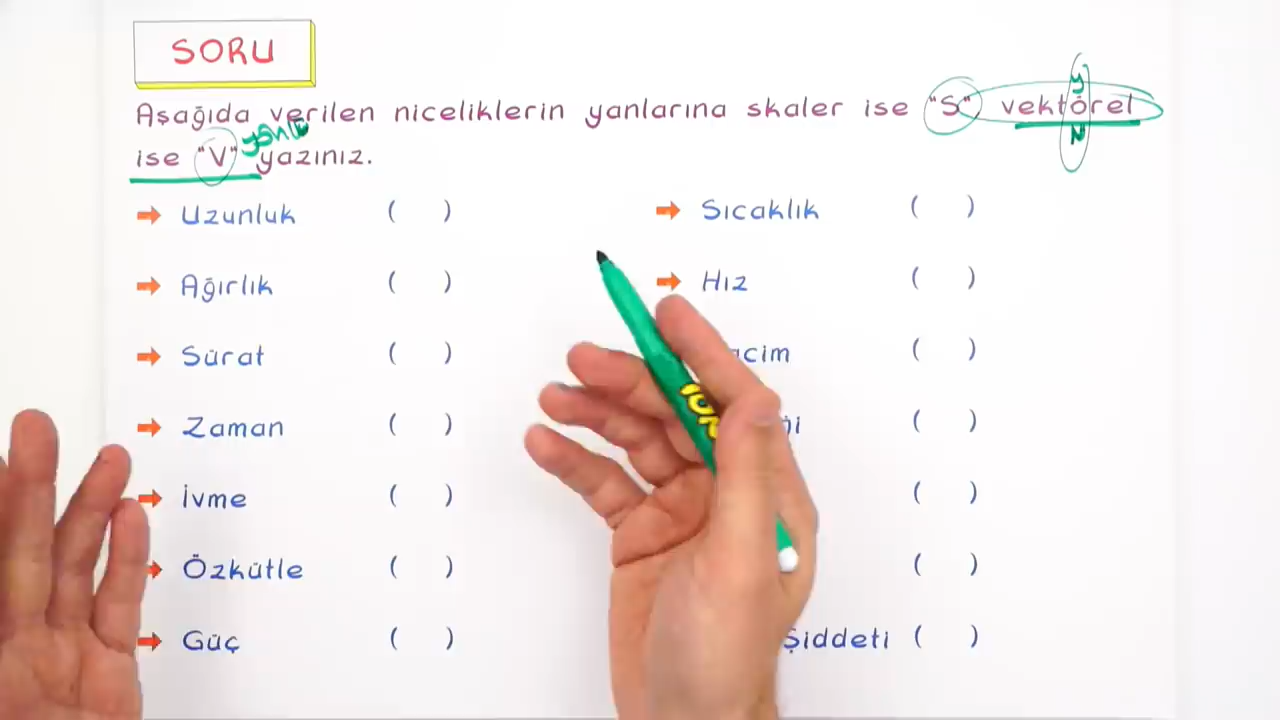 SORU
Aşağıda verilen niceliklerin yanlarına skaler ise "S" vektörel
ise "V" yazınız.
yönlü
y
N
Uzunluk ( )
Ağırlık ( )
Sürat ( )
Zaman ( )
İvme ( )
Özkütle ( )
Güç ( )
Sıcaklık ( )
Hız ( )
( )
( )
( )
( )
Şiddeti ( )